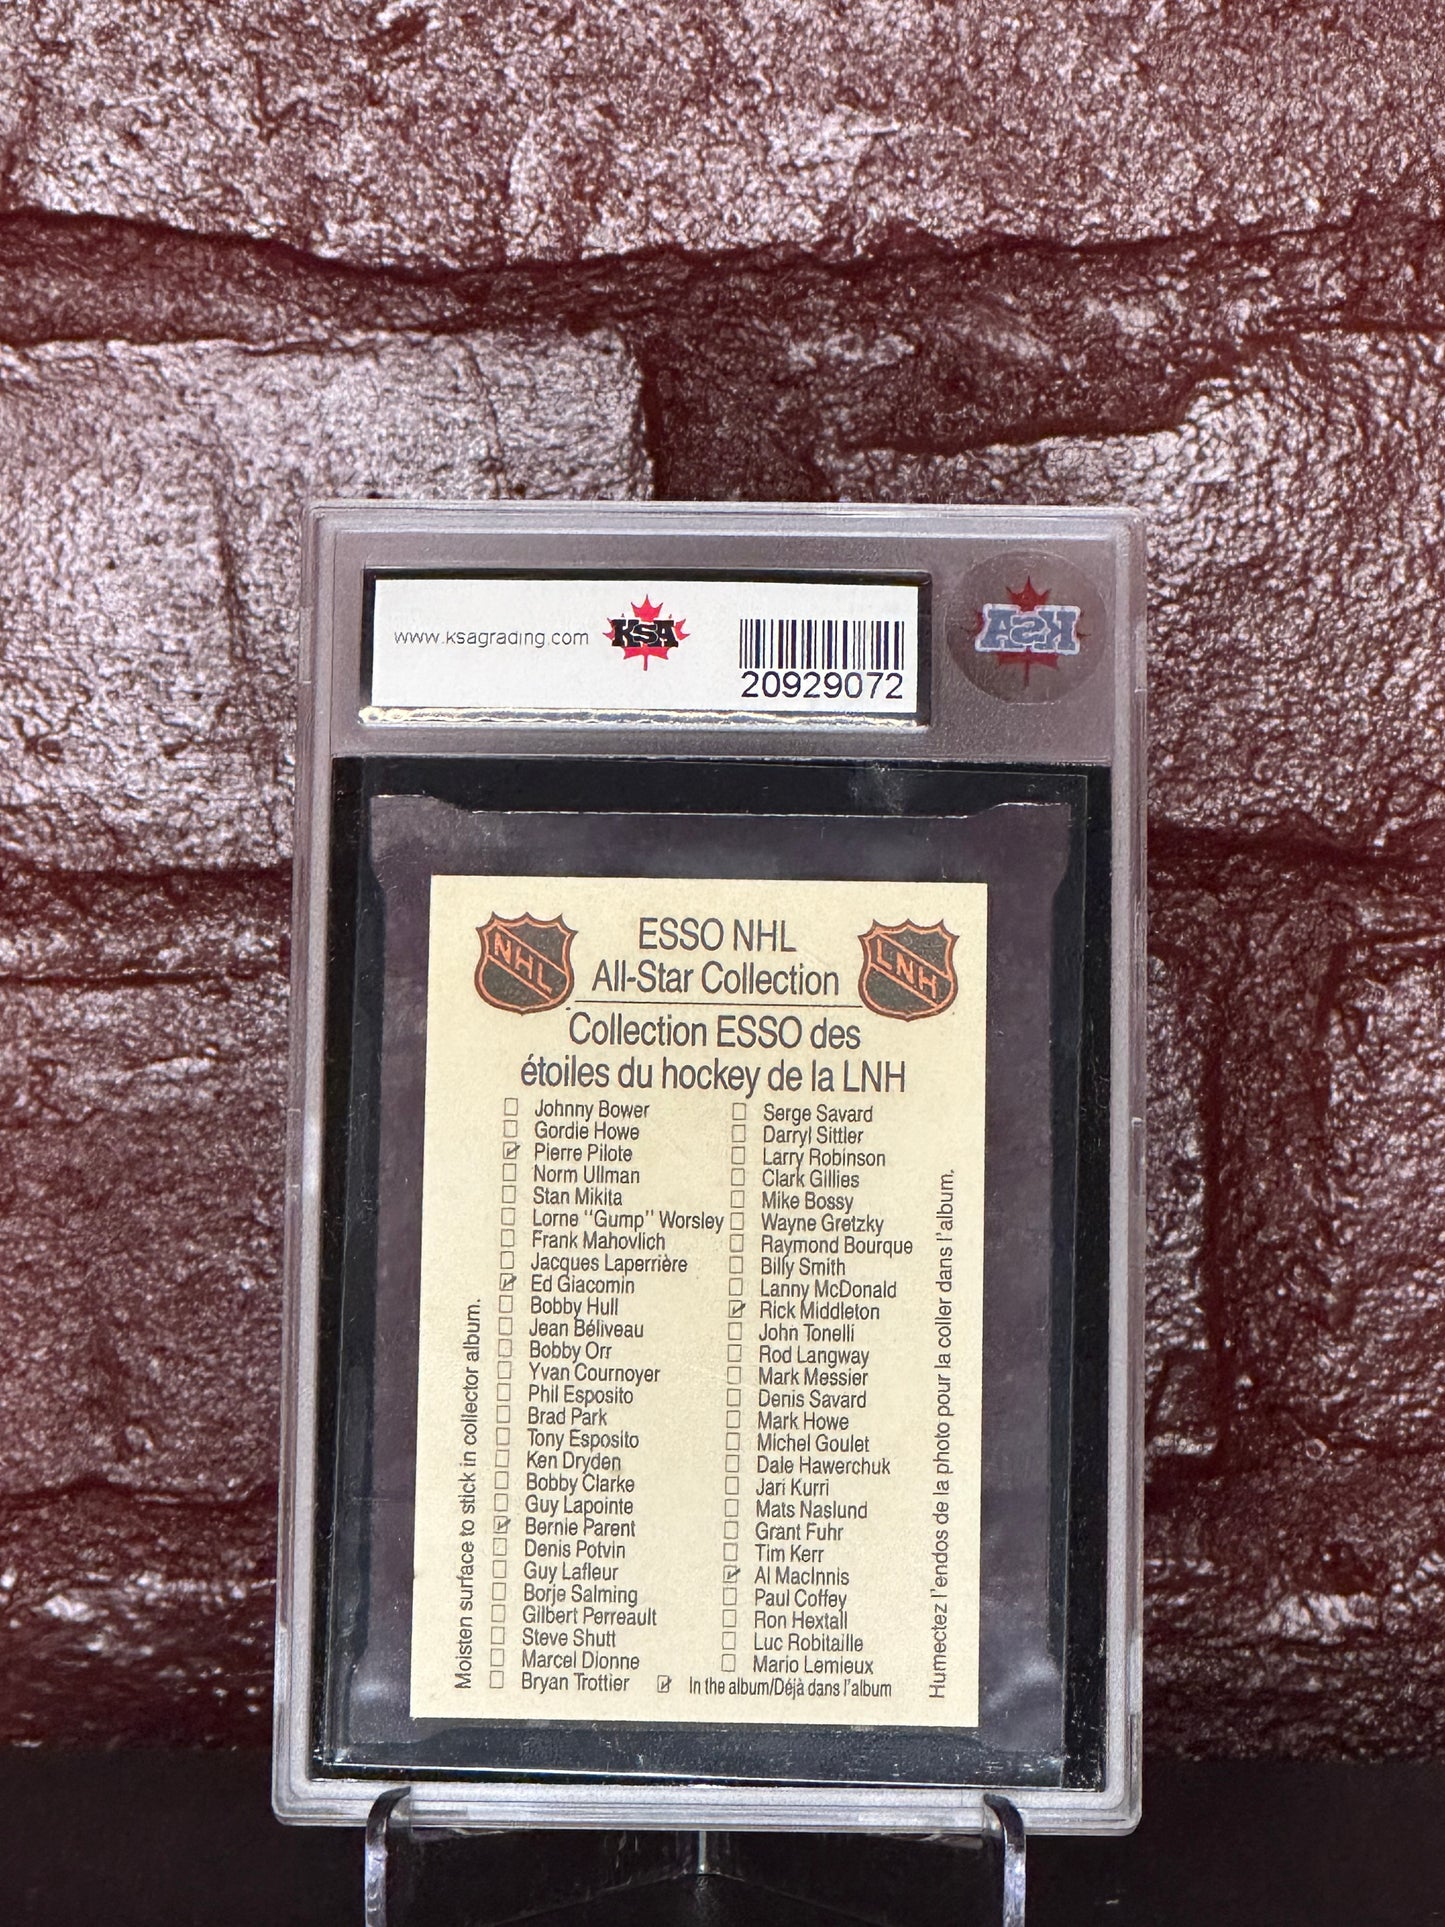 www.ksagrading.com
KSA
20929072
KSA
NHL
ESSO NHL
All-Star Collection
LNH
Collection ESSO des
étoiles du hockey de la LNH
Johnny Bower
Gordie Howe
Pierre Pilote
Norm Ullman
Stan Mikita
Lorne "Gump" Worsley
Frank Mahovlich
Jacques Laperrière
Ed Giacomin
Bobby Hull
Jean Béliveau
Bobby Orr
Yvan Cournoyer
Phil Esposito
Brad Park
Tony Esposito
Ken Dryden
Bobby Clarke
Guy Lapointe
Bernie Parent
Denis Potvin
Guy Lafleur
Borje Salming
Gilbert Perreault
Steve Shutt
Marcel Dionne
Bryan Trottier
Serge Savard
Darryl Sittler
Larry Robinson
Clark Gillies
Mike Bossy
Wayne Gretzky
Raymond Bourque
Billy Smith
Lanny McDonald
Rick Middleton
John Tonelli
Rod Langway
Mark Messier
Denis Savard
Mark Howe
Michel Goulet
Dale Hawerchuk
Jari Kurri
Mats Naslund
Grant Fuhr
Tim Kerr
Al MacInnis
Paul Coffey
Ron Hextall
Luc Robitaille
Mario Lemieux
In the album/Déjà dans l'album
Moisten surface to stick in collector album.
Humectez l'endos de la photo pour la coller dans l'album.